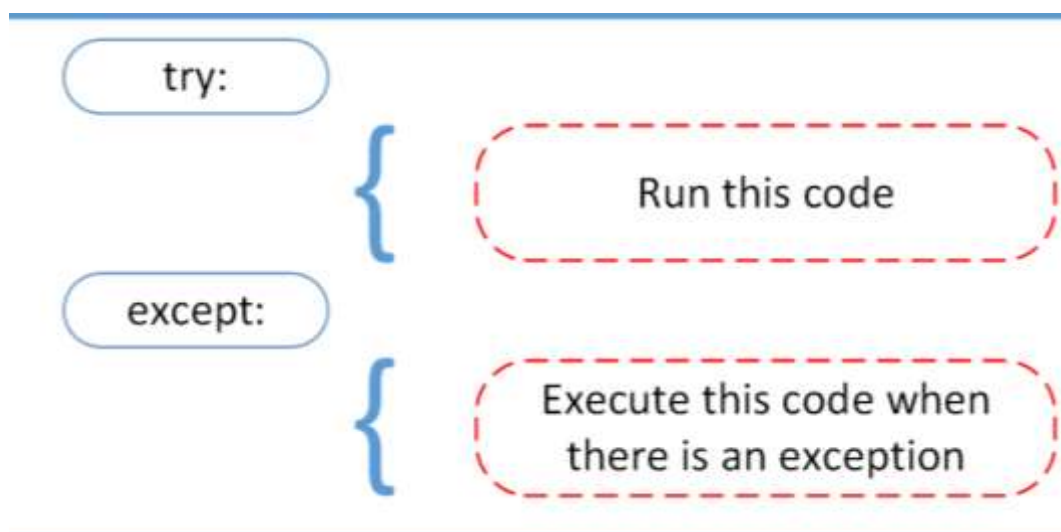 try:
Run this code
except:
Execute this code when
there is an exception